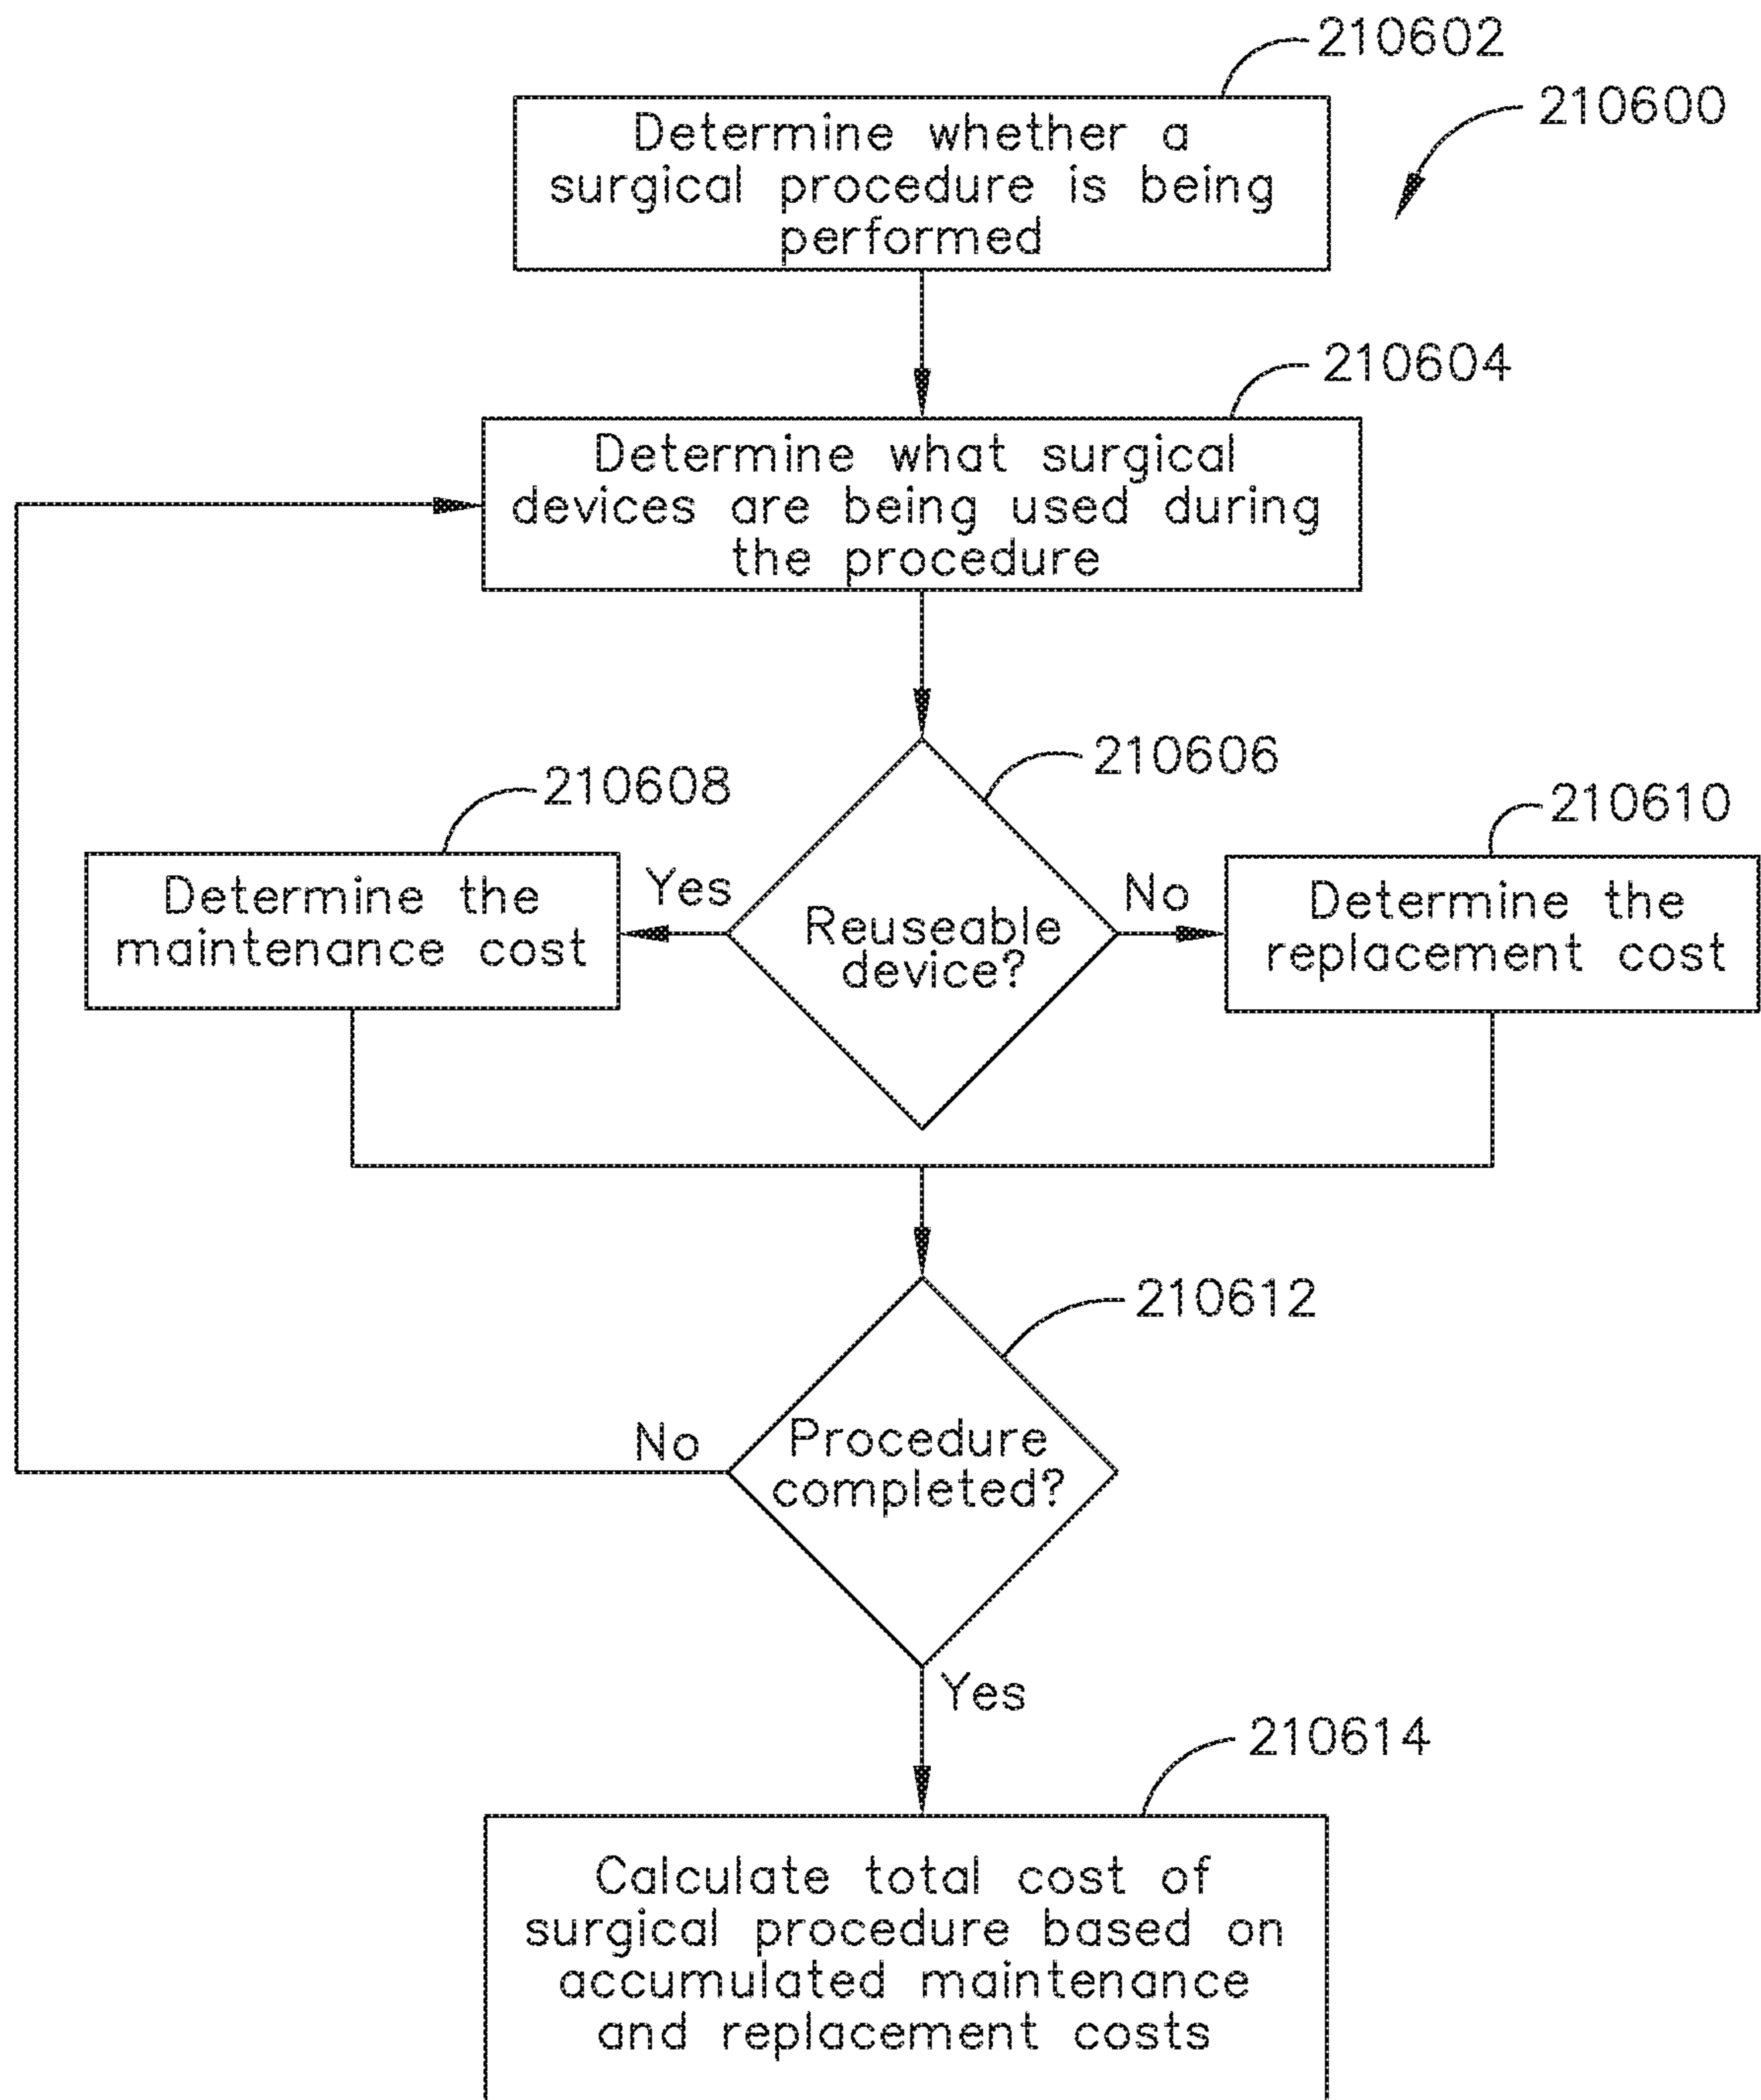 210602
210600
Determine whether a
surgical procedure is being
performed
210604
Determine what surgical
devices are being used during
the procedure
210606
210608
210610
Determine the
maintenance cost
Yes
Reuseable
device?
No
Determine the
replacement cost
210612
No
Procedure
completed?
Yes
210614
Calculate total cost of
surgical procedure based on
accumulated maintenance
and replacement costs